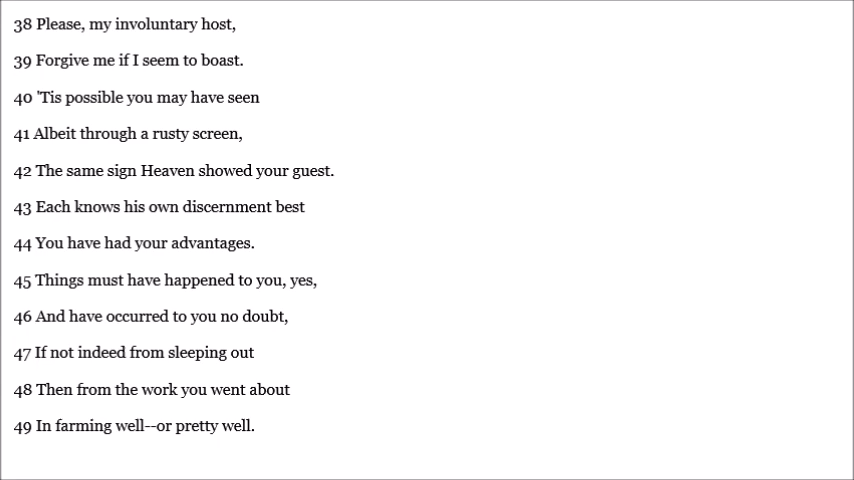 38 Please, my involuntary host,
39 Forgive me if I seem to boast.
40 'Tis possible you may have seen
41 Albeit through a rusty screen,
42 The same sign Heaven showed your guest.
43 Each knows his own discernment best
44 You have had your advantages.
45 Things must have happened to you, yes,
46 And have occurred to you no doubt,
47 If not indeed from sleeping out
48 Then from the work you went about
49 In farming well--or pretty well.